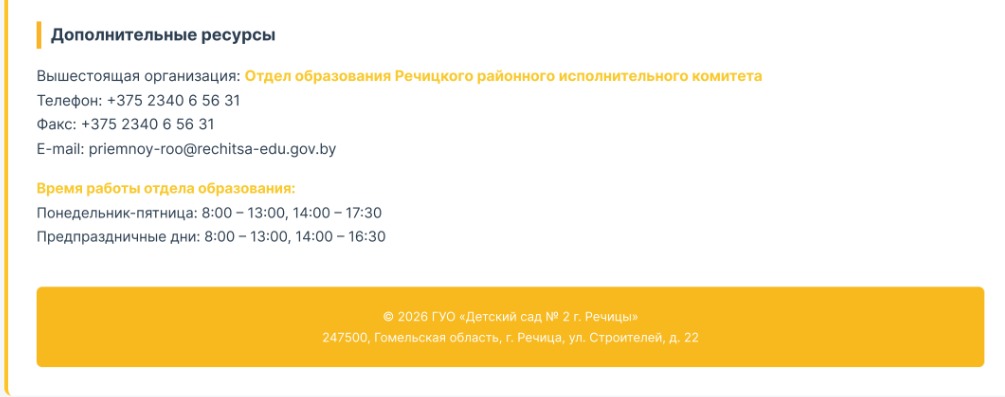 Дополнительные ресурсы
Вышестоящая организация: Отдел образования Речицкого районного исполнительного комитета
Телефон: +375 2340 6 56 31
Факс: +375 2340 6 56 31
E-mail: priemnoy-roo@rechitsa-edu.gov.by
Время работы отдела образования:
Понедельник-пятница: 8:00 – 13:00, 14:00 – 17:30
Предпраздничные дни: 8:00 – 13:00, 14:00 – 16:30
© 2026 ГУО «Детский сад № 2 г. Речицы»
247500, Гомельская область, г. Речица, ул. Строителей, д. 22